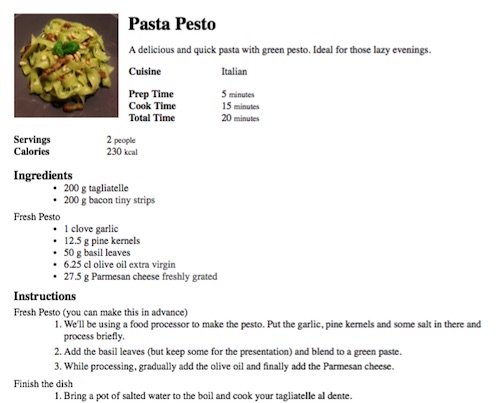 Pasta Pesto
A delicious and quick pasta with green pesto. Ideal for those lazy evenings.
Cuisine Italian
Prep Time 5 minutes
Cook Time 15 minutes
Total Time 20 minutes
Servings 2 people
Calories 230 kcal
Ingredients
• 200 g tagliatelle
• 200 g bacon tiny strips
Fresh Pesto
• 1 clove garlic
• 12.5 g pine kernels
• 50 g basil leaves
• 6.25 cl olive oil extra virgin
• 27.5 g Parmesan cheese freshly grated
Instructions
Fresh Pesto (you can make this in advance)
1. We'll be using a food processor to make the pesto. Put the garlic, pine kernels and some salt in there and
process briefly.
2. Add the basil leaves (but keep some for the presentation) and blend to a green paste.
3. While processing, gradually add the olive oil and finally add the Parmesan cheese.
Finish the dish
1. Bring a pot of salted water to the boil and cook your tagliatelle al dente.